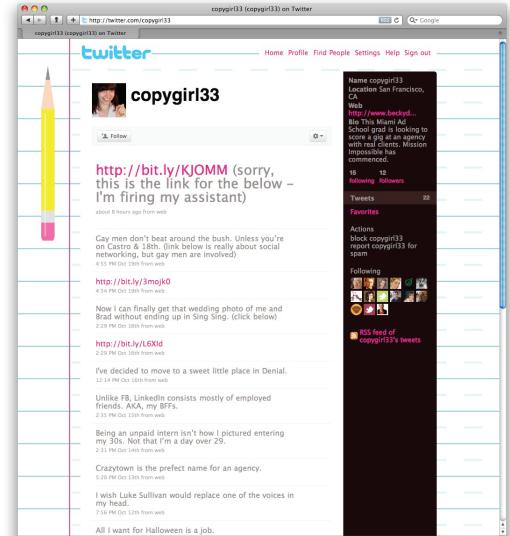 copygirl33 (copygirl33) on Twitter
http://twitter.com/copygirl33
RSS
Google
copygirl33 (copygirl33) on Twitter
twitter
Home Profile Find People Settings Help Sign out
copygirl33
Follow
http://bit.ly/KJOMM (sorry,
this is the link for the below –
I'm firing my assistant)
about 8 hours ago from web
Gay men don't beat around the bush. Unless you're
on Castro & 18th. (link below is really about social
networking, but gay men are involved)
4:55 PM Oct 19th from web
http://bit.ly/3mojk0
4:54 PM Oct 19th from web
Now I can finally get that wedding photo of me and
Brad without ending up in Sing Sing. (click below)
2:29 PM Oct 18th from web
http://bit.ly/L6XId
2:29 PM Oct 18th from web
I've decided to move to a sweet little place in Denial.
12:14 PM Oct 16th from web
Unlike FB, LinkedIn consists mostly of employed
friends. AKA, my BFFs.
2:35 PM Oct 15th from web
Being an unpaid intern isn't how I pictured entering
my 30s. Not that I'm a day over 29.
2:31 PM Oct 14th from web
Crazytown is the prefect name for an agency.
5:20 PM Oct 13th from web
I wish Luke Sullivan would replace one of the voices in
my head.
7:56 PM Oct 12th from web
All I want for Halloween is a job.
Name copygirl33
Location San Francisco,
CA
Web
http://www.beckyd...
Bio This Miami Ad
School grad is looking to
score a gig at an agency
with real clients. Mission
Impossible has
commenced.
15 12
following followers
Tweets 22
Favorites
Actions
block copygirl33
report copygirl33 for
spam
Following
RSS feed of
copygirl33's tweets